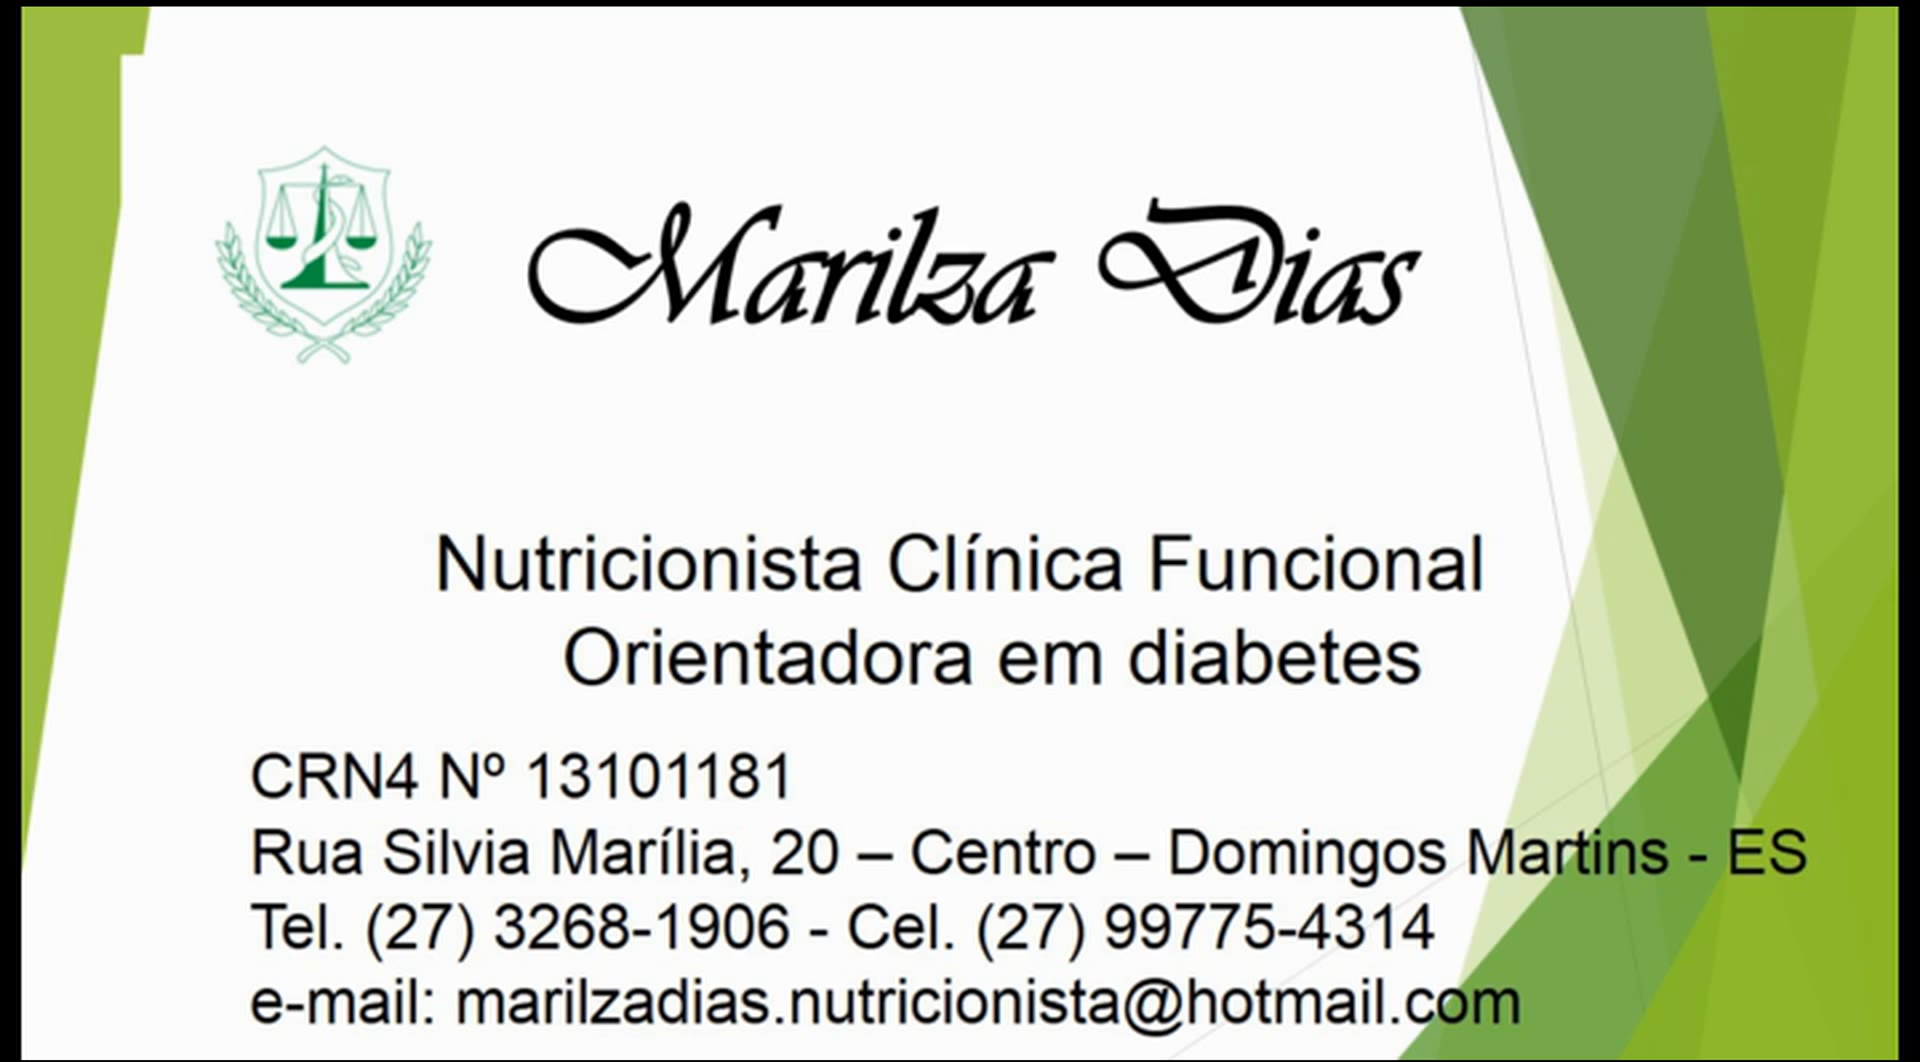 Marilza Dias
Nutricionista Clínica Funcional
Orientadora em diabetes
CRN4 Nº 13101181
Rua Silvia Marília, 20 – Centro – Domingos Martins - ES
Tel. (27) 3268-1906 - Cel. (27) 99775-4314
e-mail: marilzadias.nutricionista@hotmail.com